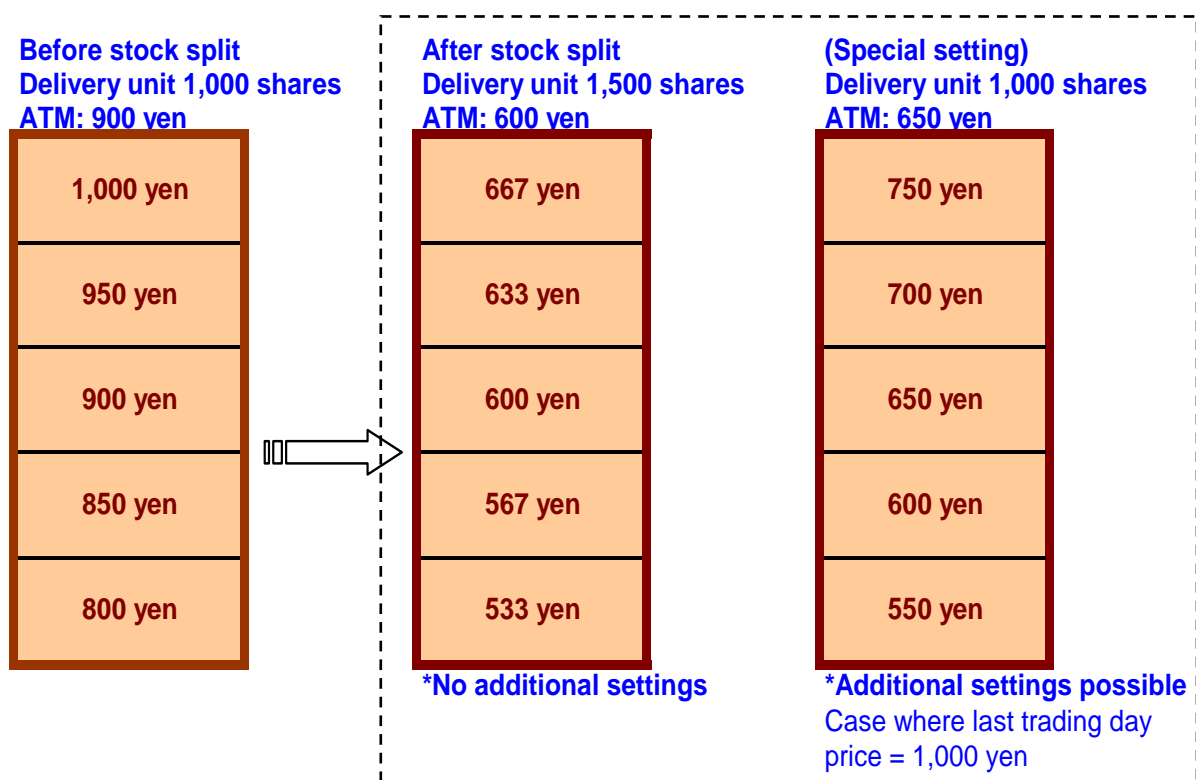 Before stock split
Delivery unit 1,000 shares
ATM: 900 yen
1,000 yen
950 yen
900 yen
850 yen
800 yen
After stock split
Delivery unit 1,500 shares
ATM: 600 yen
667 yen
633 yen
600 yen
567 yen
533 yen
*No additional settings
(Special setting)
Delivery unit 1,000 shares
ATM: 650 yen
750 yen
700 yen
650 yen
600 yen
550 yen
*Additional settings possible
Case where last trading day
price = 1,000 yen